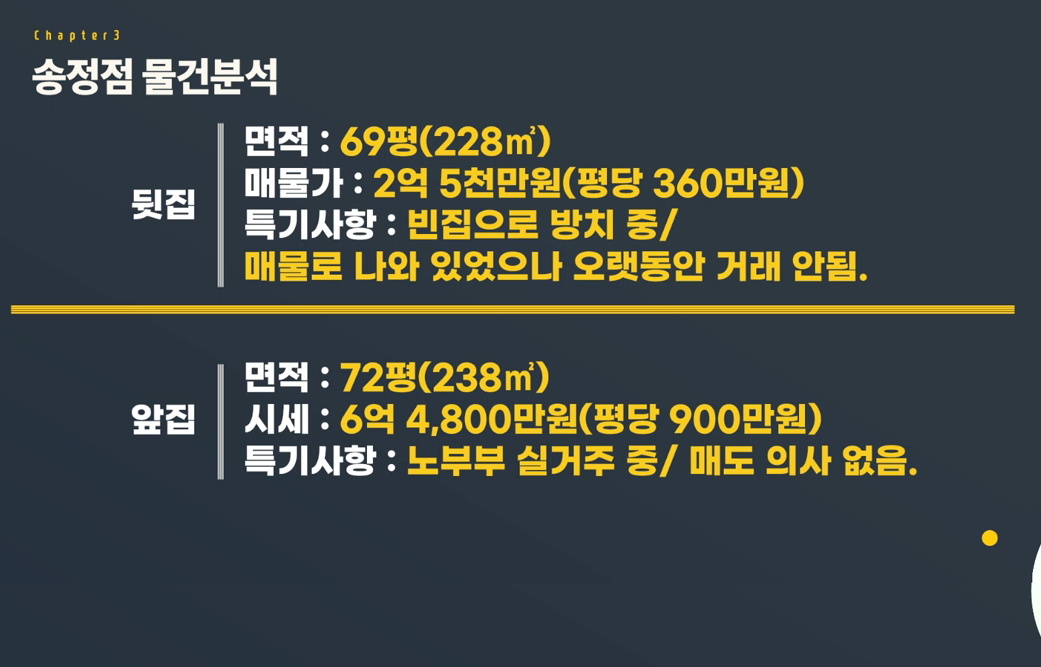 Chapter3
송정점 물건분석
뒷집
면적 : 69평(228㎡)
매물가 : 2억 5천만원(평당 360만원)
특기사항 : 빈집으로 방치 중/
매물로 나와 있었으나 오랫동안 거래 안됨.
앞집
면적 : 72평(238㎡)
시세 : 6억 4,800만원(평당 900만원)
특기사항 : 노부부 실거주 중/ 매도 의사 없음.